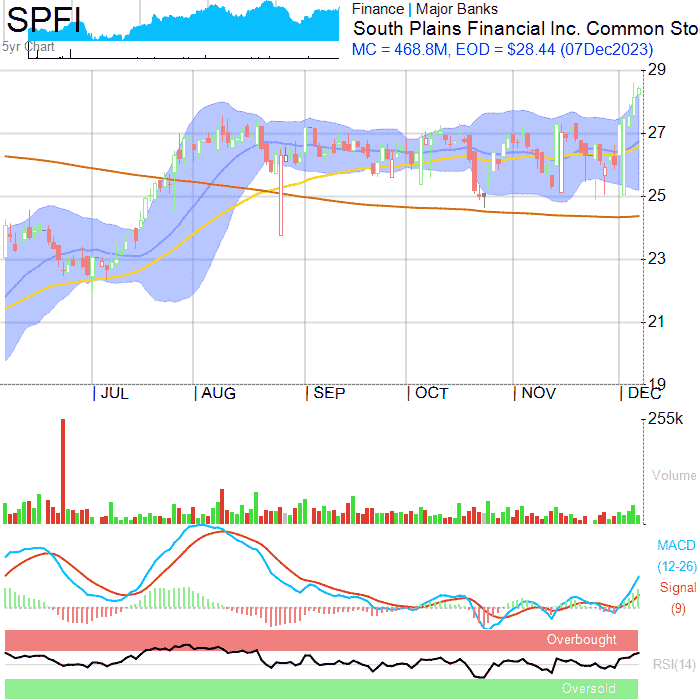 SPFI
5yr Chart
Finance | Major Banks
South Plains Financial Inc. Common Sto
MC = 468.8M, EOD = $28.44 (07Dec2023)
29
27
25
23
21
19
JUL
AUG
SEP
OCT
NOV
DEC
255k
Volume
MACD
(12-26)
Signal
(9)
Overbought
RSI(14)
Oversold